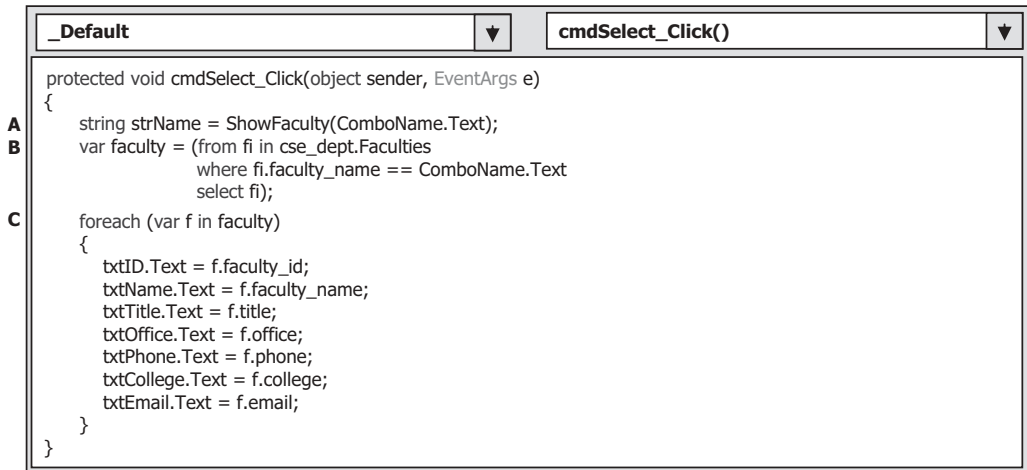 _Default cmdSelect_Click()
protected void cmdSelect_Click(object sender, EventArgs e)
{
A string strName = ShowFaculty(ComboName.Text);
B var faculty = (from fi in cse_dept.Faculties
where fi.faculty_name == ComboName.Text
select fi);
C foreach (var f in faculty)
{
txtID.Text = f.faculty_id;
txtName.Text = f.faculty_name;
txtTitle.Text = f.title;
txtOffice.Text = f.office;
txtPhone.Text = f.phone;
txtCollege.Text = f.college;
txtEmail.Text = f.email;
}
}